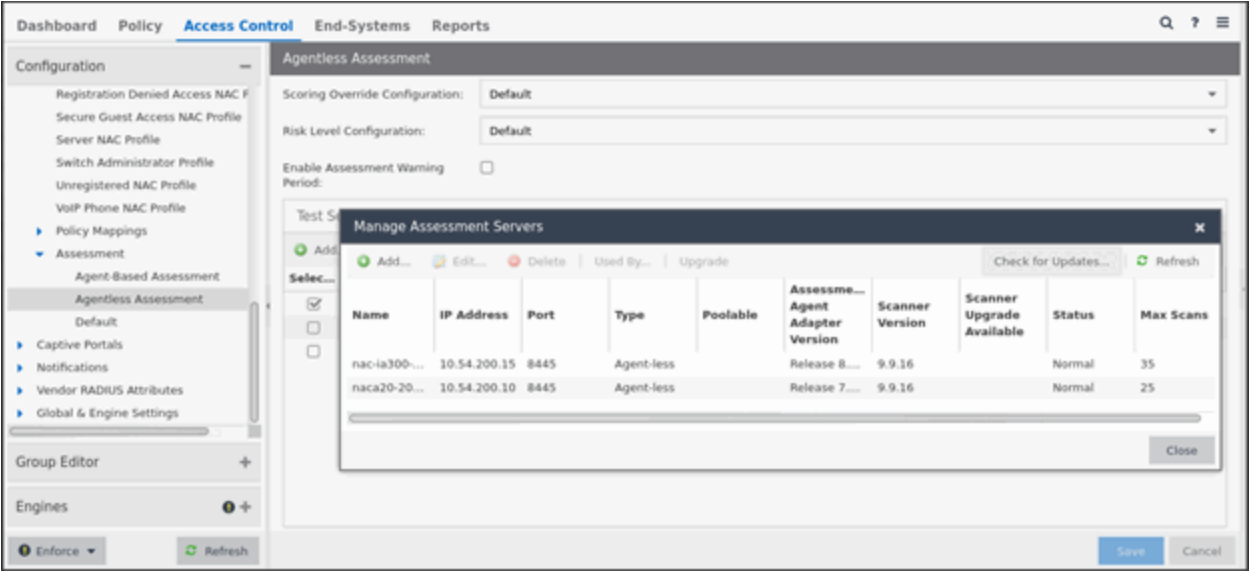 Dashboard Policy Access Control End-Systems Reports ?
Configuration
Registration Denied Access NAC
Secure Guest Access NAC Profile
Server NAC Profile
Switch Administrator Profile
Unregistered NAC Profile
VoIP Phone NAC Profile
Policy Mappings
Assessment
Agent-Based Assessment
Agentless Assessment
Default
Captive Portals
Notifications
Vendor RADIUS Attributes
Global & Engine Settings
Group Editor
Engines
Enforce Refresh
Agentless Assessment
Scoring Override Configuration: Default
Risk Level Configuration: Default
Enable Assessment Warning
Period:
Test Se
Add
Selec...
Manage Assessment Servers
Add... Edit... Delete Used By... Upgrade Check for Updates... Refresh
Name IP Address Port Type Poolable Assessme... Agent Adapter Version Scanner Version Scanner Upgrade Available Status Max Scans
nac-ia300-... 10.54.200.15 8445 Agent-less Release 8.... 9.9.16 Normal 35
naca20-20... 10.54.200.10 8445 Agent-less Release 7.... 9.9.16 Normal 25
Close
Save Cancel